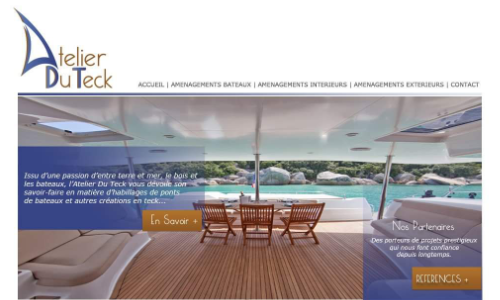 Atelier
Du Teck
ACCUEIL | AMENAGEMENTS BATEAUX | AMENAGEMENTS INTERIEURS | AMENAGEMENTS EXTERIEURS | CONTACT
Issu d'une passion d'entre terre et mer, le bois et
les bateaux, l'Atelier Du Teck vous dévoile son
savoir-faire en matière d'habillages de ponts
de bateaux et autres créations en teck...
En Savoir +
Nos Partenaires
Des porteurs de projets prestigieux
qui nous font confiance
depuis longtemps.
REFERENCES +